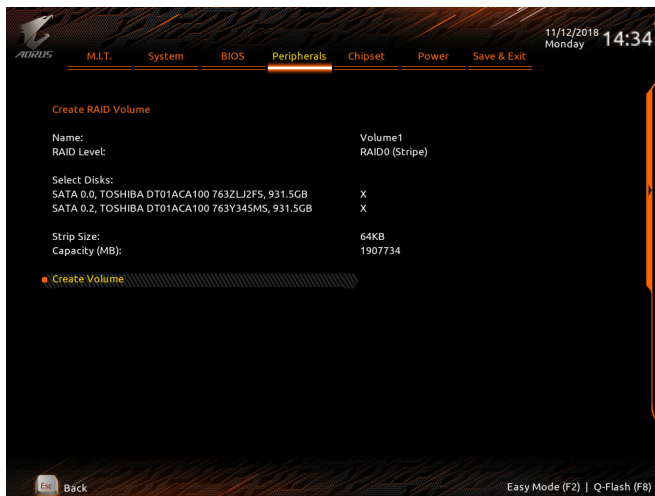 11/12/2018 14:34
Monday
AORUS
M.I.T. System BIOS Peripherals Chipset Power Save & Exit
Create RAID Volume
Name: Volume1
RAID Level: RAID0 (Stripe)
Select Disks:
SATA 0.0, TOSHIBA DT01ACA100 763ZLJ2FS, 931.5GB X
SATA 0.2, TOSHIBA DT01ACA100 763Y345MS, 931.5GB X
Strip Size: 64KB
Capacity (MB): 1907734
Create Volume
Esc Back Easy Mode (F2) | Q-Flash (F8)